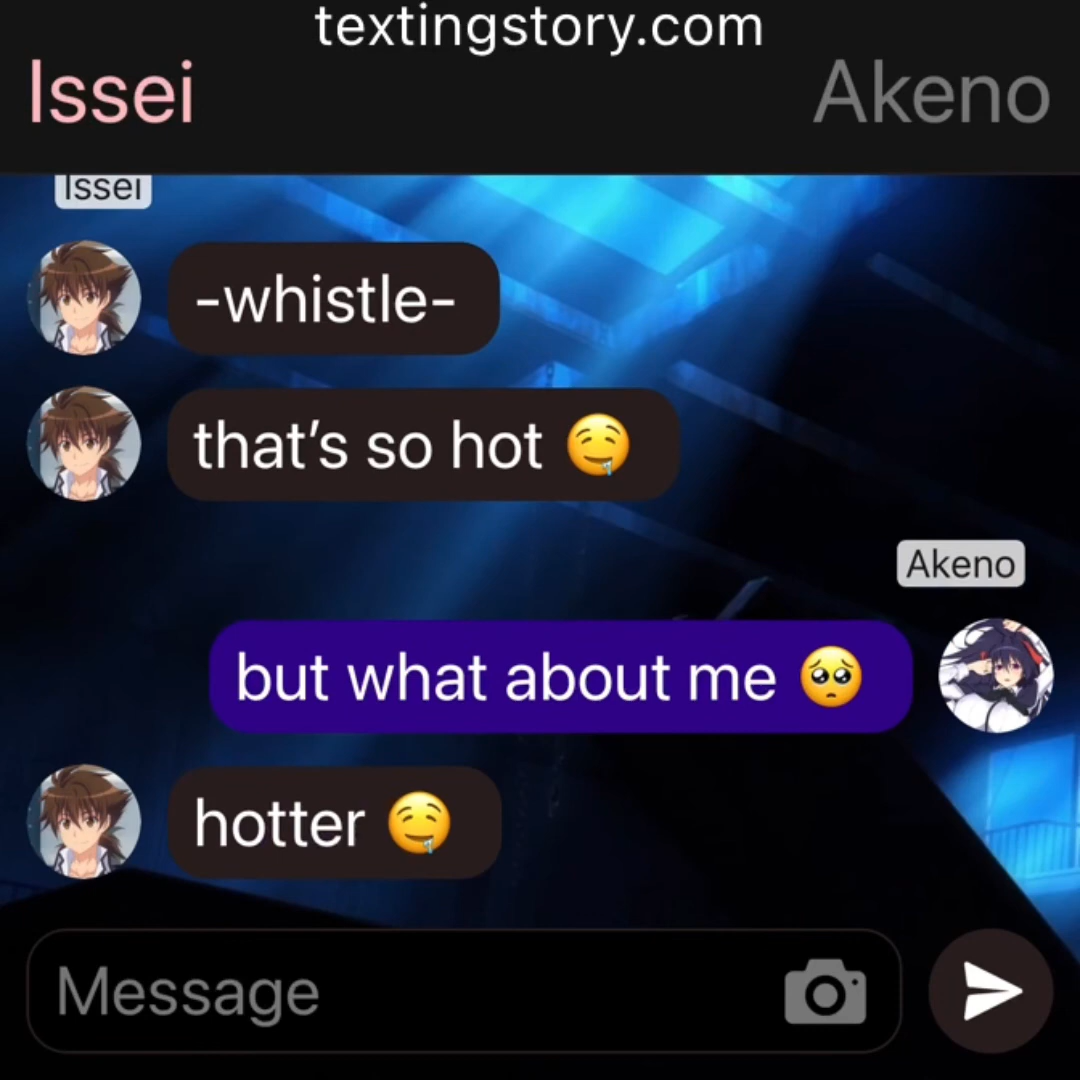 textingstory.com
Issei
Akeno
Issei
-whistle-
that’s so hot 🤤
Akeno
but what about me 🥺
hotter 🤤
Message